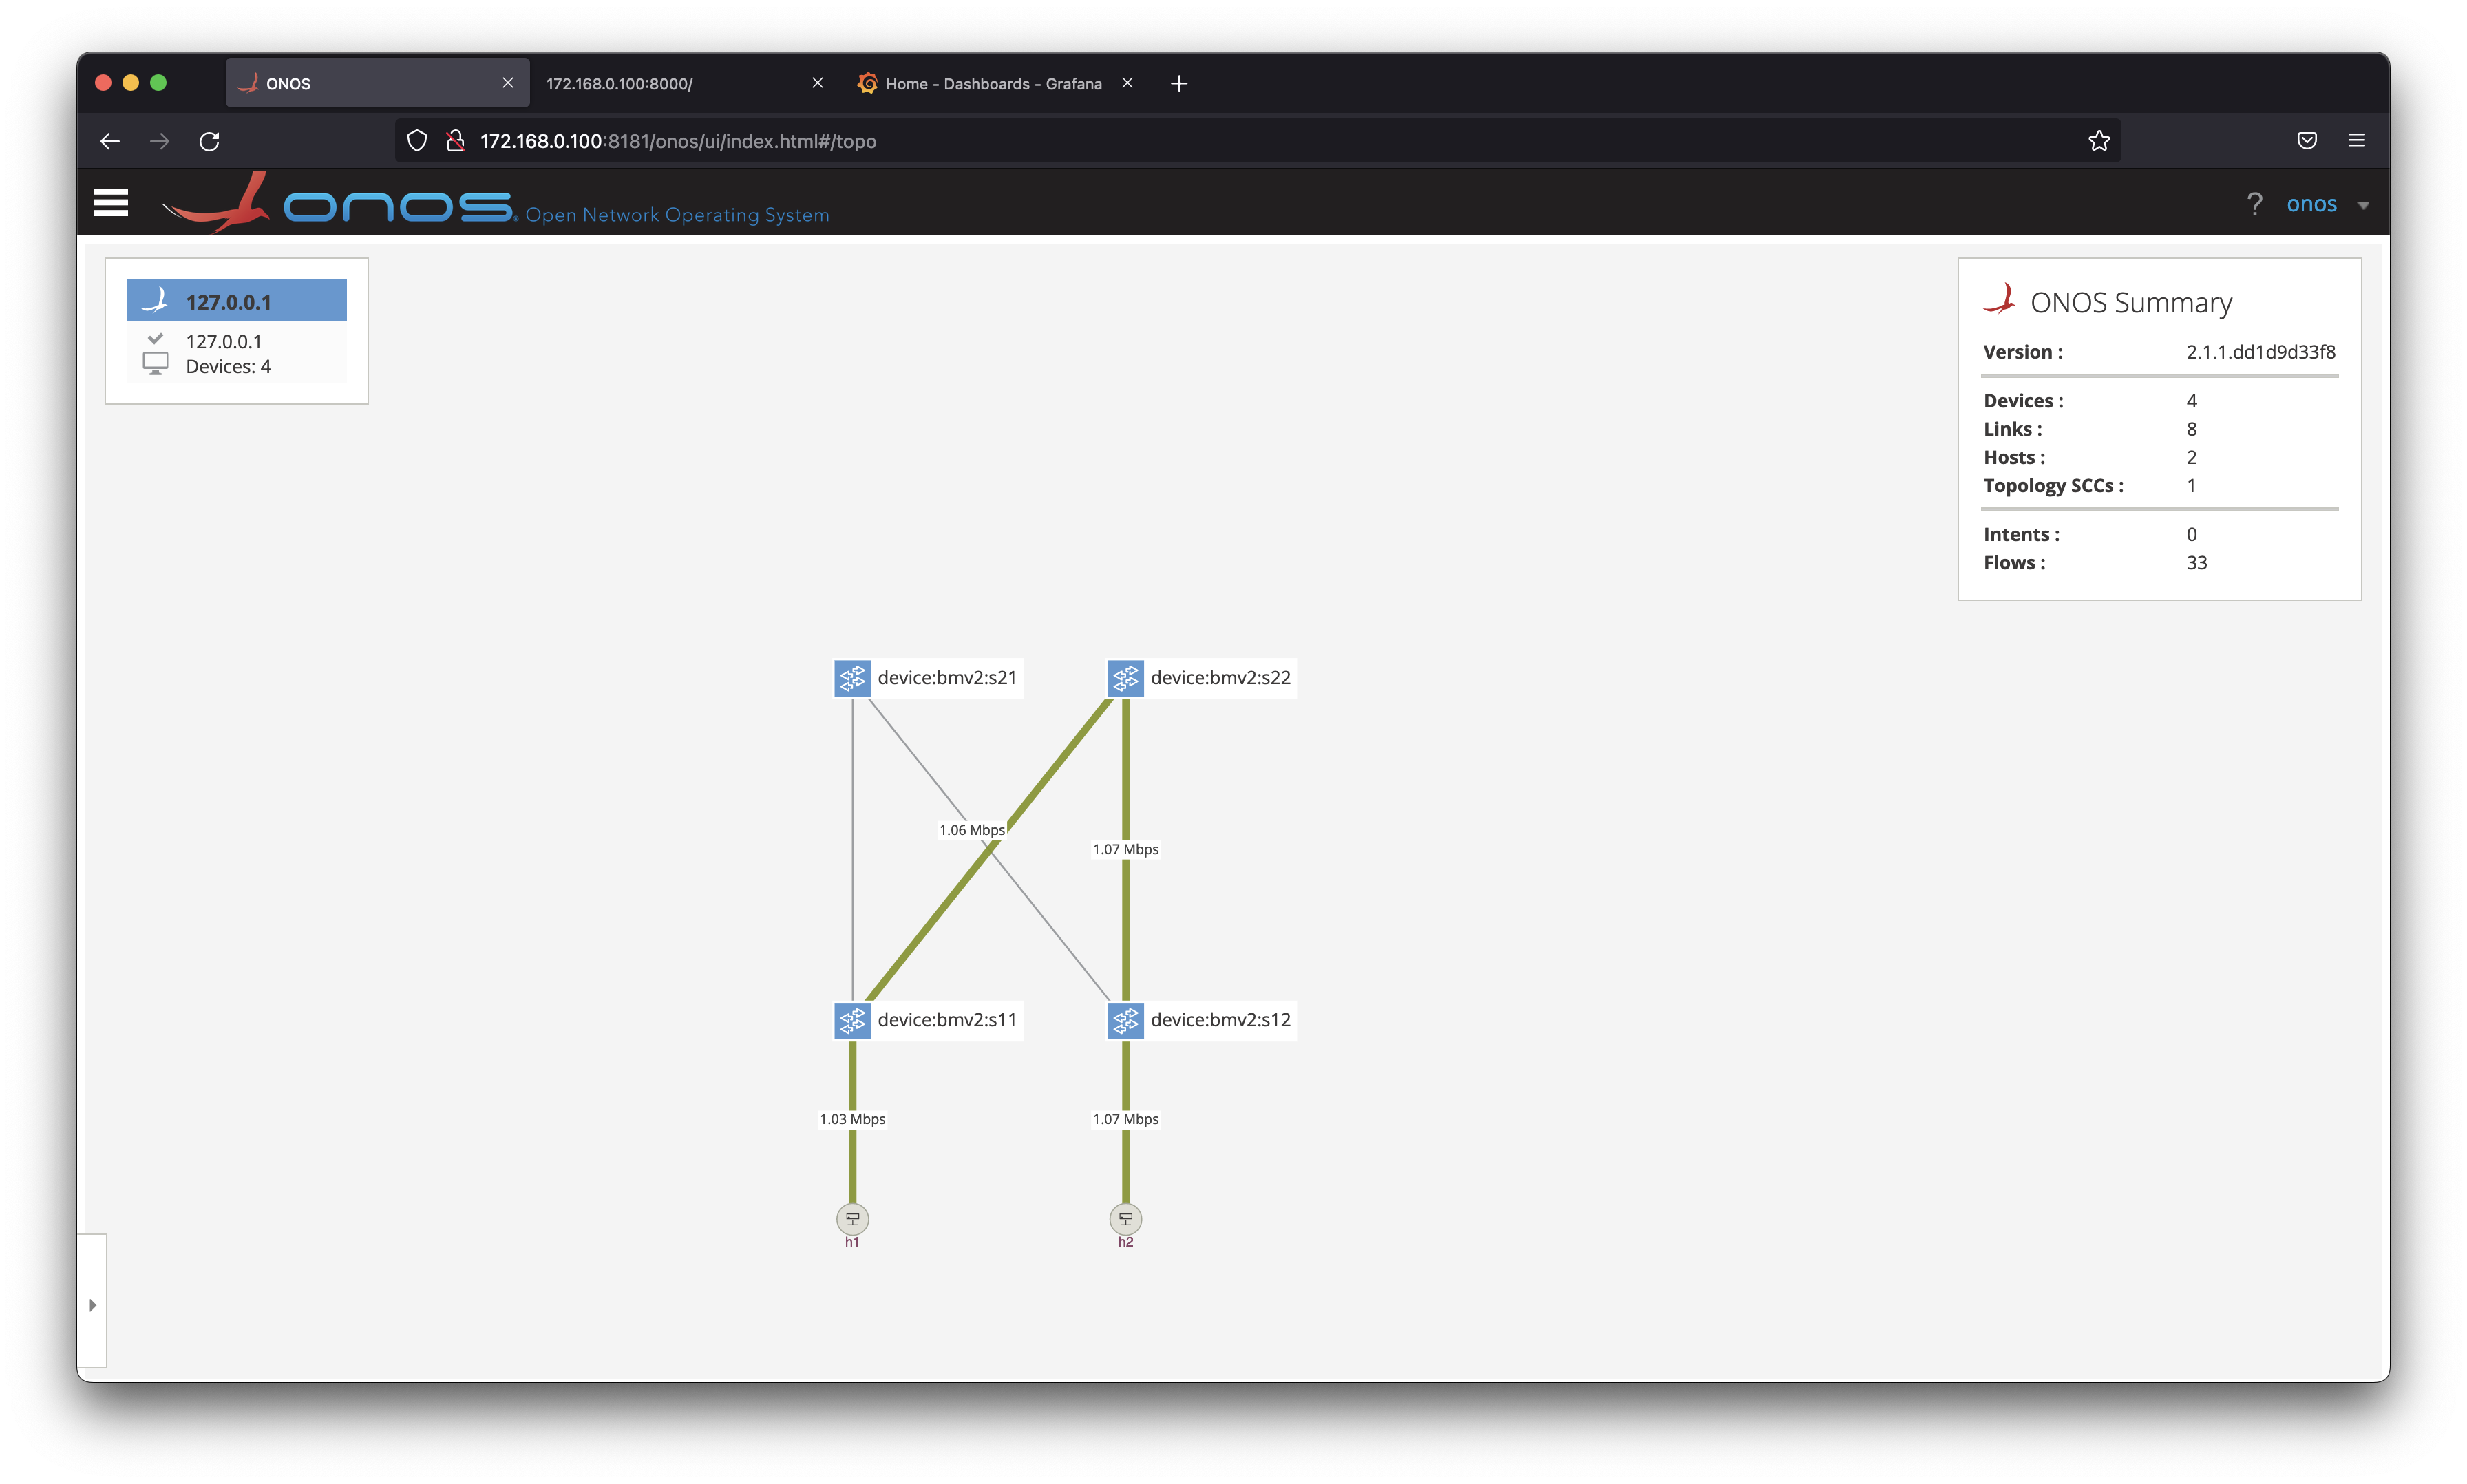 ONOS
172.168.0.100:8000/
Home - Dashboards - Grafana
172.168.0.100:8181/onos/ui/index.html#/topo
onos Open Network Operating System
? onos
127.0.0.1
127.0.0.1
Devices: 4
ONOS Summary
Version : 2.1.1.dd1d9d33f8
Devices : 4
Links : 8
Hosts : 2
Topology SCCs : 1
Intents : 0
Flows : 33
device:bmv2:s21
device:bmv2:s22
1.06 Mbps
1.07 Mbps
device:bmv2:s11
device:bmv2:s12
1.03 Mbps
1.07 Mbps
h1
h2